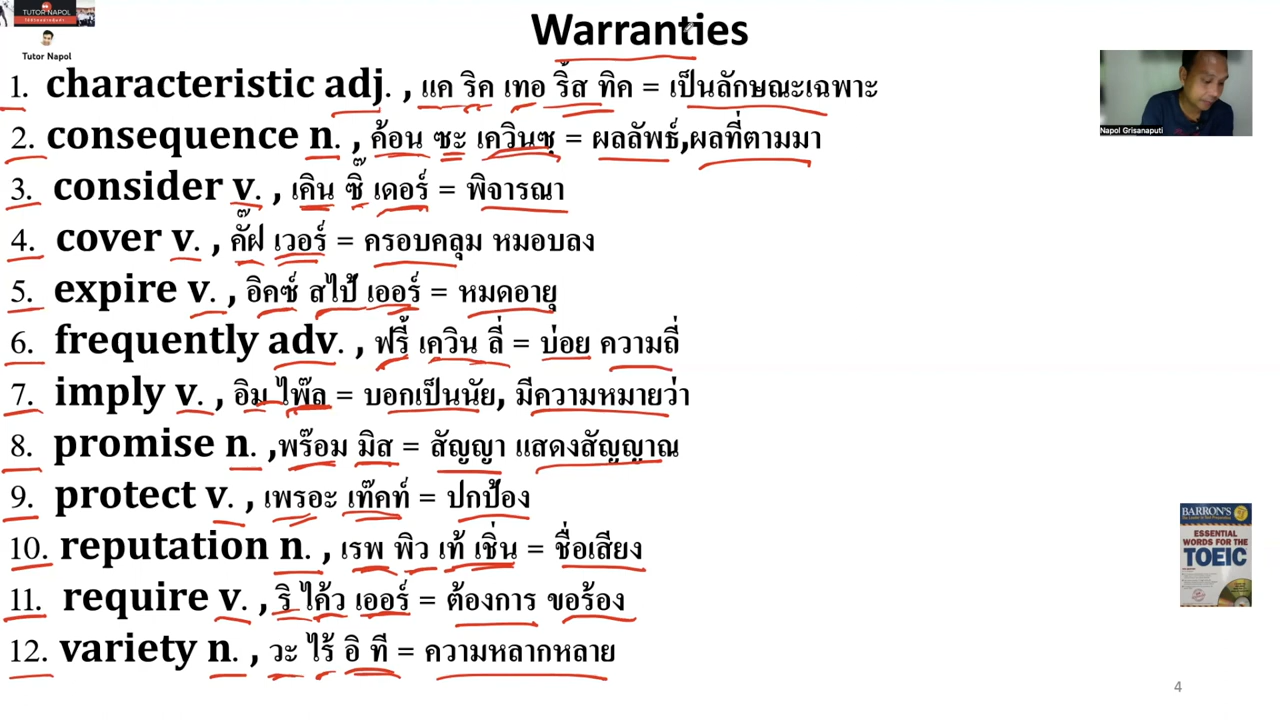 TUTOR NAPOL
Tutor Napol
Warranties
1. characteristic adj. , แค ริค เทอ ริ้ส ทิค = เป็นลักษณะเฉพาะ
2. consequence n. , ค้อน ซะ เควินซฺ = ผลลัพธ์,ผลที่ตามมา
3. consider v. , เคิน ซิ๊ เดอร์ = พิจารณา
4. cover v. , คั๊ฝ เวอร์ = ครอบคลุม หมอบลง
5. expire v. , อิคซ์ สไป้ เออร์ = หมดอายุ
6. frequently adv. , ฟรี้ เควิน ลี่ = บ่อย ความถี่
7. imply v. , อิม ไพ๊ล = บอกเป็นนัย, มีความหมายว่า
8. promise n. ,พร๊อม มิส = สัญญา แสดงสัญญาณ
9. protect v. , เพรอะ เท๊คท์ = ปกป้อง
10. reputation n. , เรพ พิว เท้ เชิ่น = ชื่อเสียง
11. require v. , ริ ไค้ว เออร์ = ต้องการ ขอร้อง
12. variety n. , วะ ไร้ อิ ที = ความหลากหลาย
Napol Grisanaputi
BARRON'S
ESSENTIAL
WORDS FOR THE
TOEIC
4